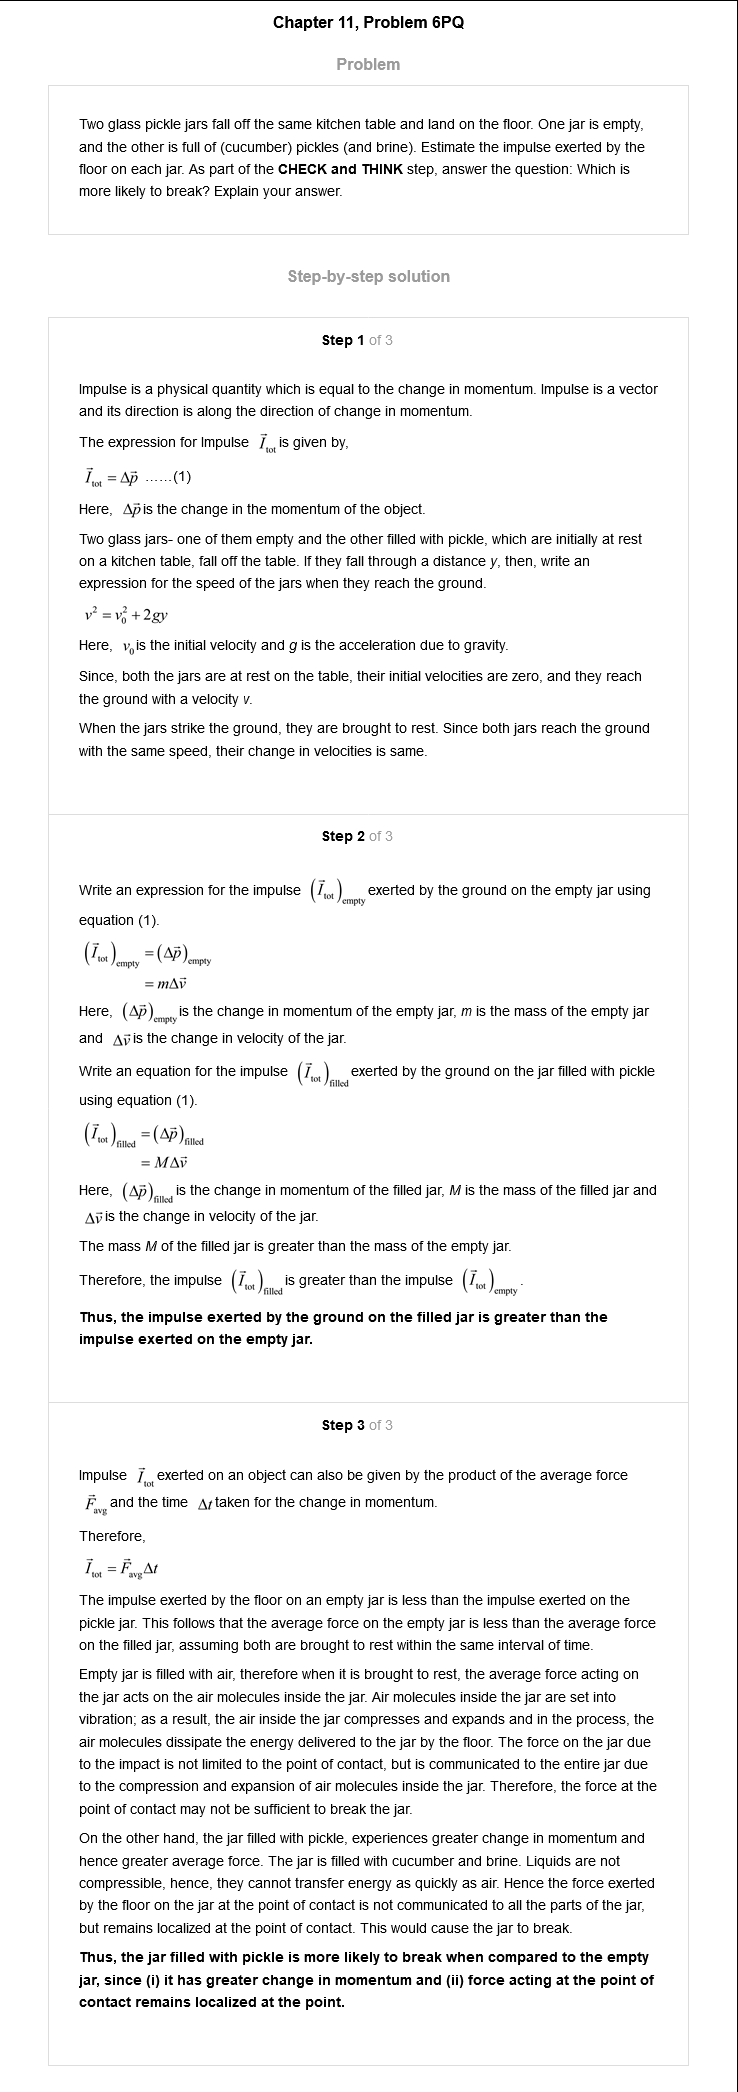 Chapter 11, Problem 6PQ
Problem
Two glass pickle jars fall off the same kitchen table and land on the floor. One jar is empty,
and the other is full of (cucumber) pickles (and brine). Estimate the impulse exerted by the
floor on each jar. As part of the CHECK and THINK step, answer the question: Which is
more likely to break? Explain your answer.
Step-by-step solution
Step 1 of 3
Impulse is a physical quantity which is equal to the change in momentum. Impulse is a vector
and its direction is along the direction of change in momentum.
The expression for Impulse $\vec{I}_{\text{tot}}$ is given by,
$\vec{I}_{\text{tot}} = \Delta\vec{p}$ ......(1)
Here, $\Delta\vec{p}$ is the change in the momentum of the object.
Two glass jars- one of them empty and the other filled with pickle, which are initially at rest
on a kitchen table, fall off the table. If they fall through a distance y, then, write an
expression for the speed of the jars when they reach the ground.
$v^2 = v_0^2 + 2gy$
Here, $v_0$ is the initial velocity and g is the acceleration due to gravity.
Since, both the jars are at rest on the table, their initial velocities are zero, and they reach
the ground with a velocity v.
When the jars strike the ground, they are brought to rest. Since both jars reach the ground
with the same speed, their change in velocities is same.
Step 2 of 3
Write an expression for the impulse $(\vec{I}_{\text{tot}})_{\text{empty}}$ exerted by the ground on the empty jar using
equation (1).
$(\vec{I}_{\text{tot}})_{\text{empty}} = (\Delta\vec{p})_{\text{empty}}$
$= m\Delta\vec{v}$
Here, $(\Delta\vec{p})_{\text{empty}}$ is the change in momentum of the empty jar, m is the mass of the empty jar
and $\Delta\vec{v}$ is the change in velocity of the jar.
Write an equation for the impulse $(\vec{I}_{\text{tot}})_{\text{filled}}$ exerted by the ground on the jar filled with pickle
using equation (1).
$(\vec{I}_{\text{tot}})_{\text{filled}} = (\Delta\vec{p})_{\text{filled}}$
$= M\Delta\vec{v}$
Here, $(\Delta\vec{p})_{\text{filled}}$ is the change in momentum of the filled jar, M is the mass of the filled jar and
$\Delta\vec{v}$ is the change in velocity of the jar.
The mass M of the filled jar is greater than the mass of the empty jar.
Therefore, the impulse $(\vec{I}_{\text{tot}})_{\text{filled}}$ is greater than the impulse $(\vec{I}_{\text{tot}})_{\text{empty}}$.
Thus, the impulse exerted by the ground on the filled jar is greater than the
impulse exerted on the empty jar.
Step 3 of 3
Impulse $\vec{I}_{\text{tot}}$ exerted on an object can also be given by the product of the average force
$\vec{F}_{\text{avg}}$ and the time $\Delta t$ taken for the change in momentum.
Therefore,
$\vec{I}_{\text{tot}} = \vec{F}_{\text{avg}}\Delta t$
The impulse exerted by the floor on an empty jar is less than the impulse exerted on the
pickle jar. This follows that the average force on the empty jar is less than the average force
on the filled jar, assuming both are brought to rest within the same interval of time.
Empty jar is filled with air, therefore when it is brought to rest, the average force acting on
the jar acts on the air molecules inside the jar. Air molecules inside the jar are set into
vibration; as a result, the air inside the jar compresses and expands and in the process, the
air molecules dissipate the energy delivered to the jar by the floor. The force on the jar due
to the impact is not limited to the point of contact, but is communicated to the entire jar due
to the compression and expansion of air molecules inside the jar. Therefore, the force at the
point of contact may not be sufficient to break the jar.
On the other hand, the jar filled with pickle, experiences greater change in momentum and
hence greater average force. The jar is filled with cucumber and brine. Liquids are not
compressible, hence, they cannot transfer energy as quickly as air. Hence the force exerted
by the floor on the jar at the point of contact is not communicated to all the parts of the jar,
but remains localized at the point of contact. This would cause the jar to break.
Thus, the jar filled with pickle is more likely to break when compared to the empty
jar, since (i) it has greater change in momentum and (ii) force acting at the point of
contact remains localized at the point.